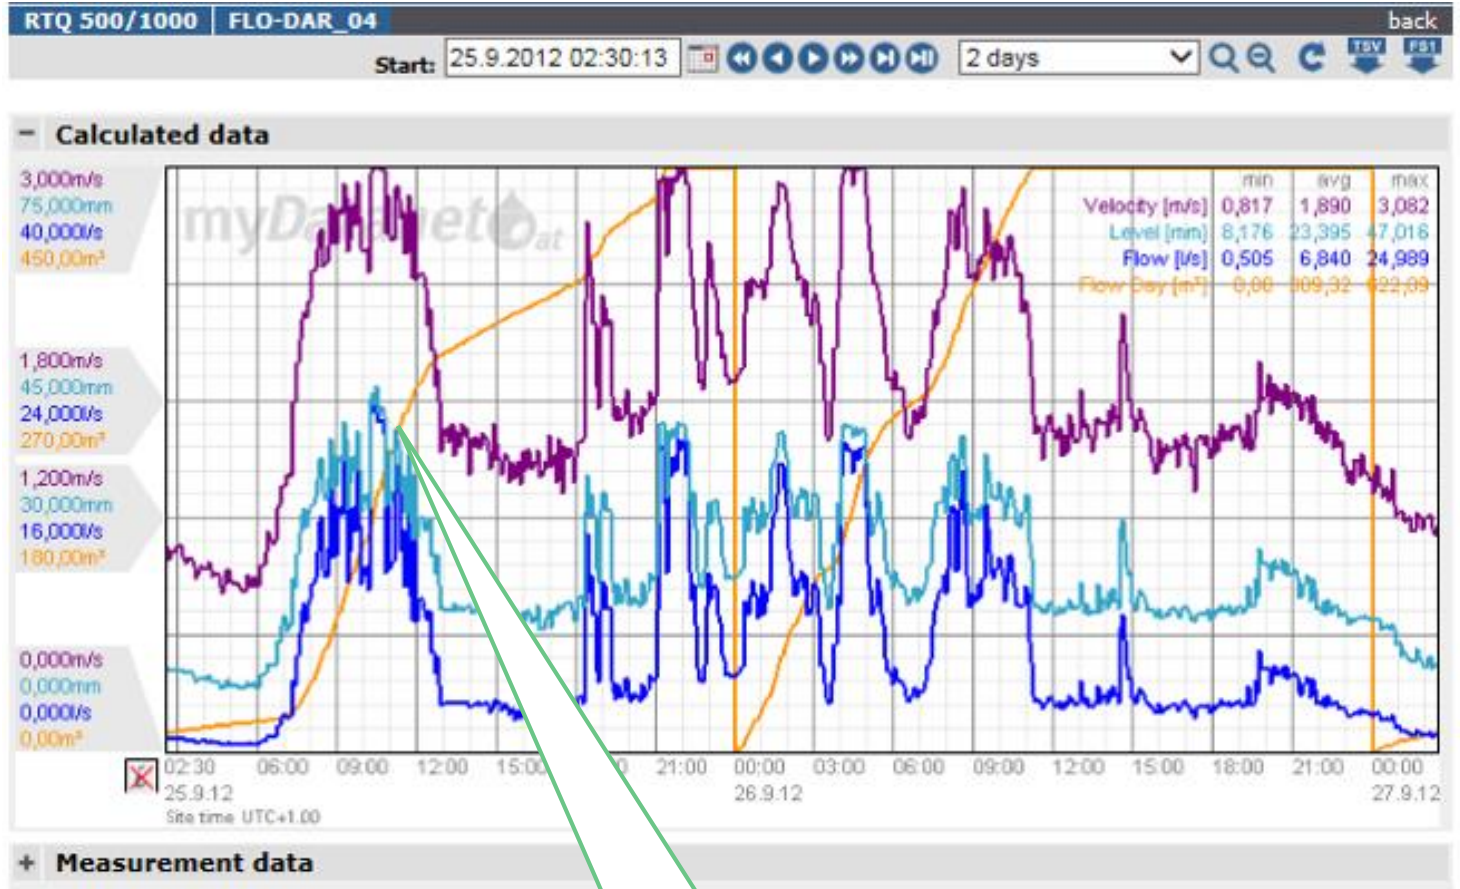 RTQ 500/1000 FLO-DAR_04 back
Start: 25.9.2012 02:30:13 2 days TSV FS1
− Calculated data
3,000m/s
75,000mm
40,000l/s
450,00m³
1,800m/s
45,000mm
24,000l/s
270,00m³
1,200m/s
30,000mm
16,000l/s
180,00m³
0,000m/s
0,000mm
0,000l/s
0,00m³
myDatanet.at
min avg max
Velocity [m/s] 0,817 1,890 3,082
Level [mm] 8,176 23,395 47,016
Flow [l/s] 0,505 6,840 24,989
Flow Day [m³] 0,00 309,32 622,09
02:30 06:00 09:00 12:00 15:00 21:00 00:00 03:00 06:00 09:00 12:00 15:00 18:00 21:00 00:00
25.9.12 26.9.12 27.9.12
Site time UTC+1.00
+ Measurement data